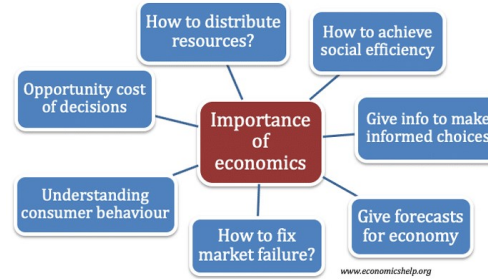 How to distribute
resources?
How to achieve
social efficiency
Opportunity cost
of decisions
Importance
of
economics
Give info to make
informed choices
Understanding
consumer behaviour
How to fix
market failure?
Give forecasts
for economy
www.economicshelp.org